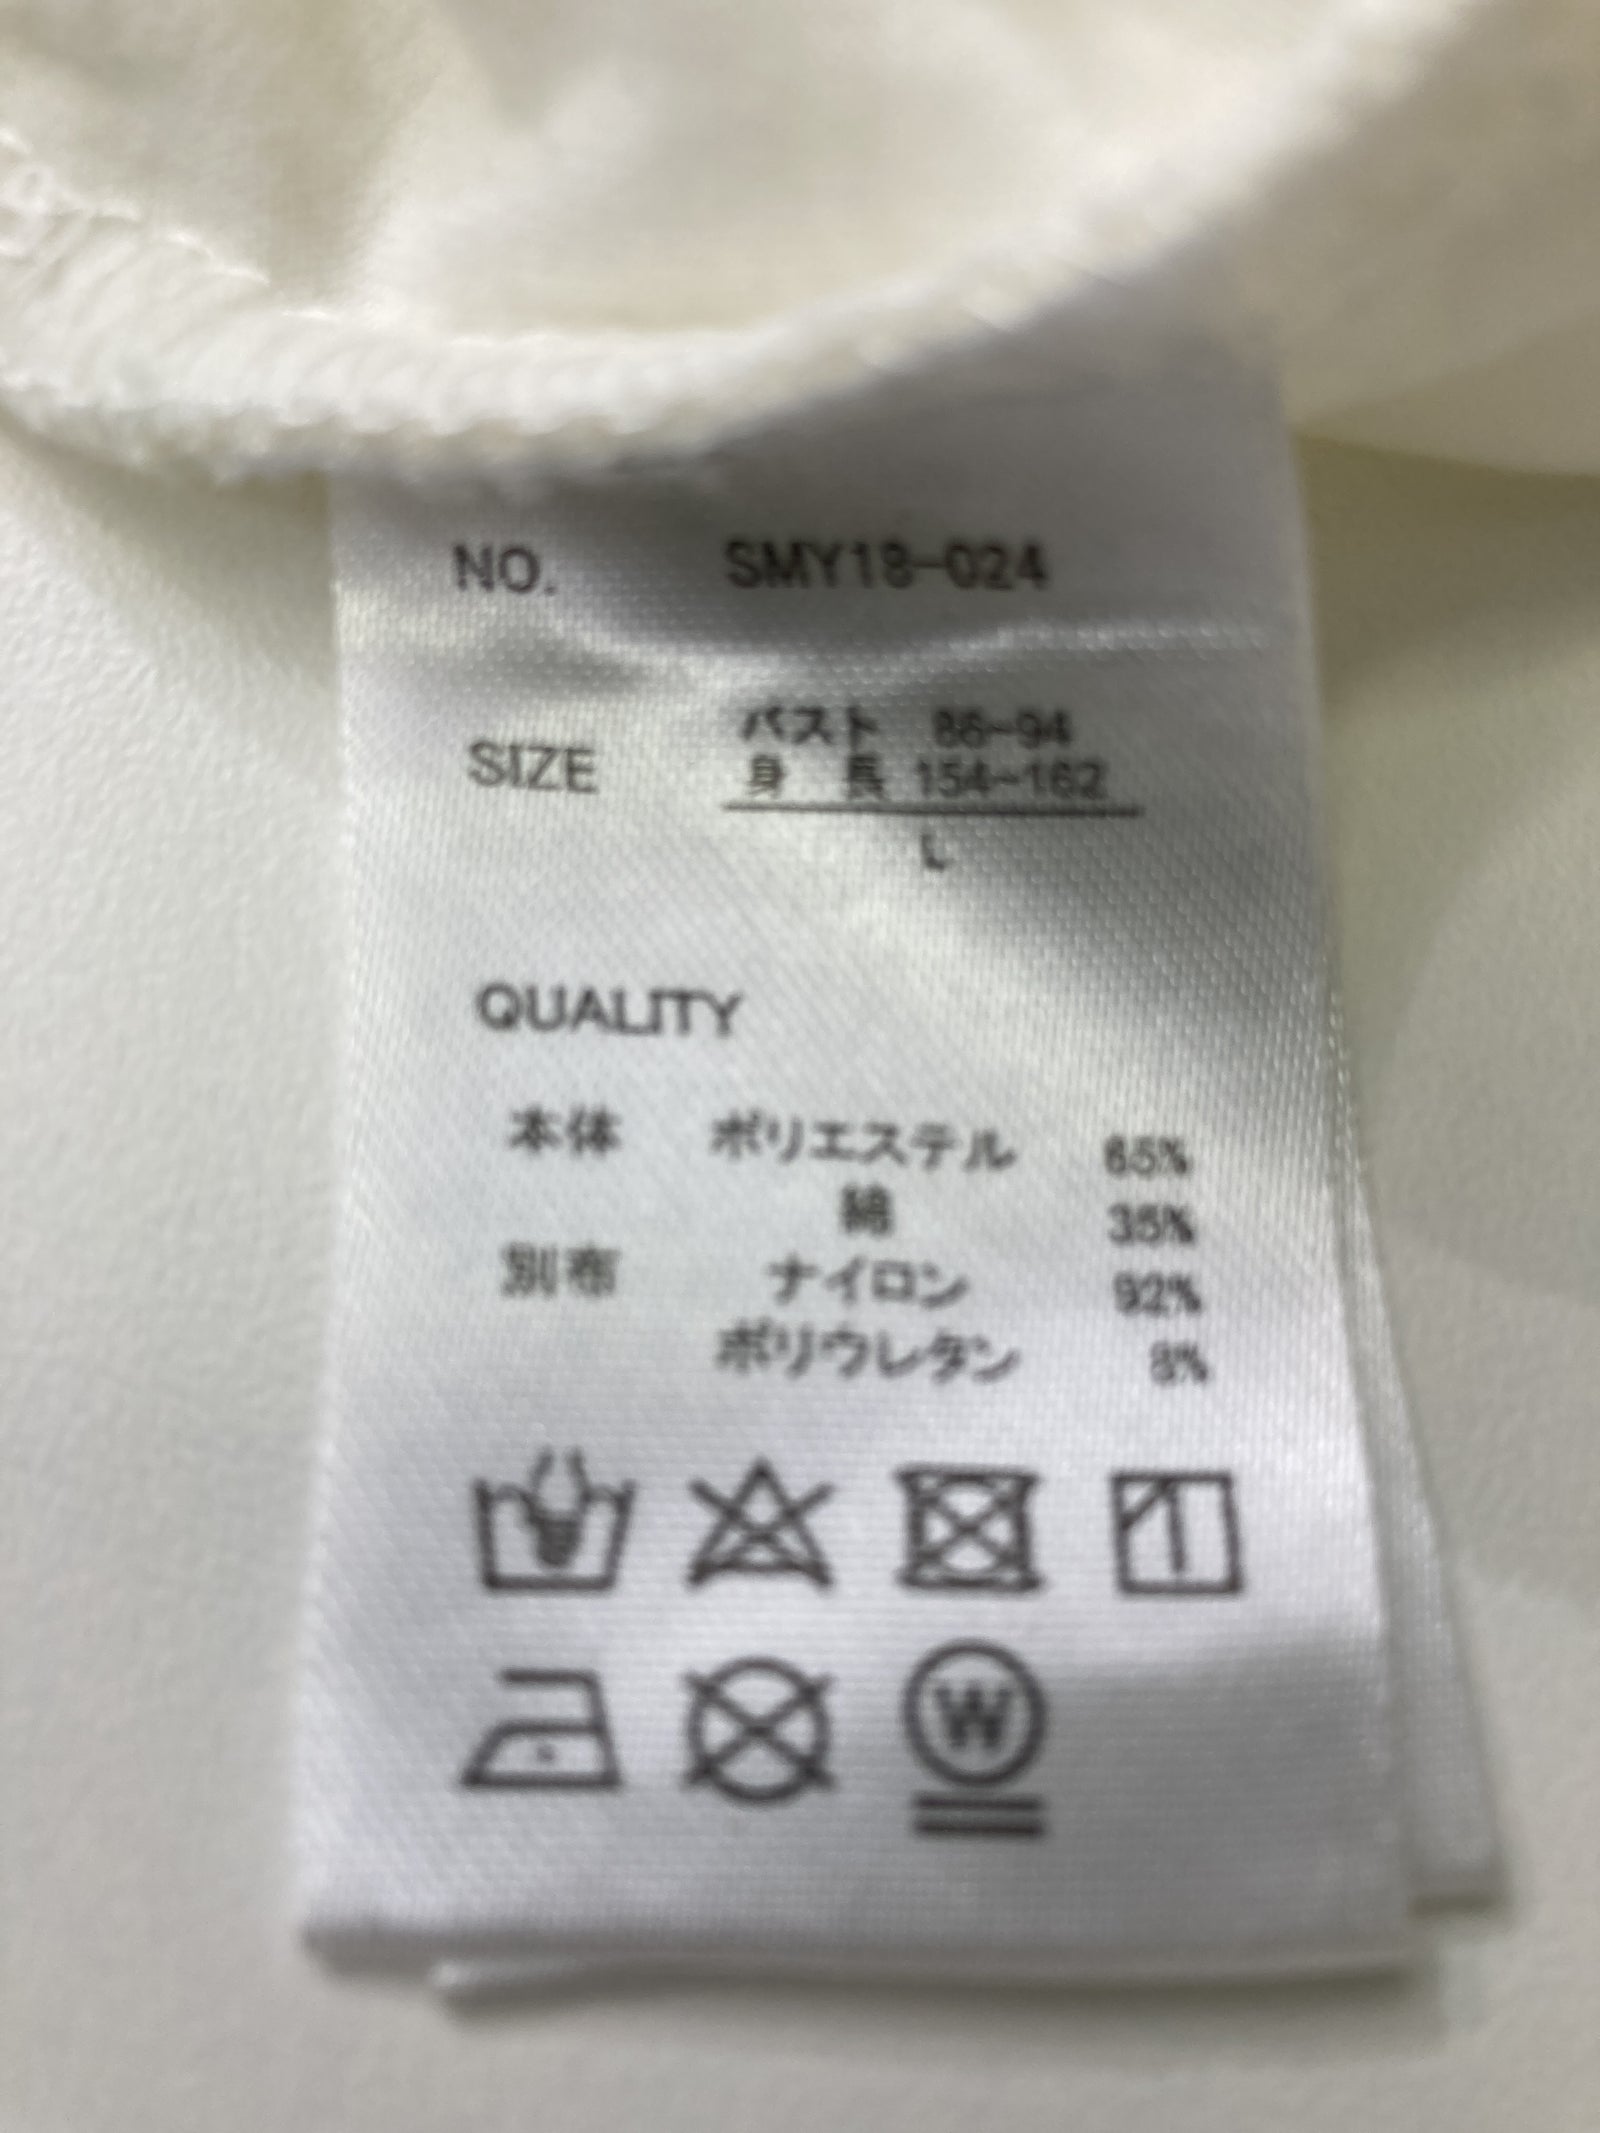 NO. SMY18-024
SIZE
バスト 86-94
身 長 154-162
L
QUALITY
本体 ポリエステル 65%
綿 35%
別布 ナイロン 92%
ポリウレタン 8%
W